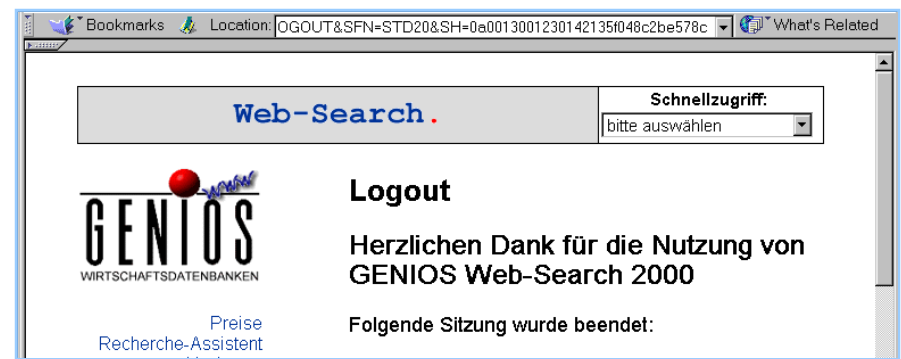 Bookmarks Location: OGOUT&SFN=STD20&SH=0a0013001230142135f048c2be578c What's Related
Web-Search.
Schnellzugriff:
bitte auswählen
www
GENIOS
WIRTSCHAFTSDATENBANKEN
Preise
Recherche-Assistent
Logout
Herzlichen Dank für die Nutzung von
GENIOS Web-Search 2000
Folgende Sitzung wurde beendet: